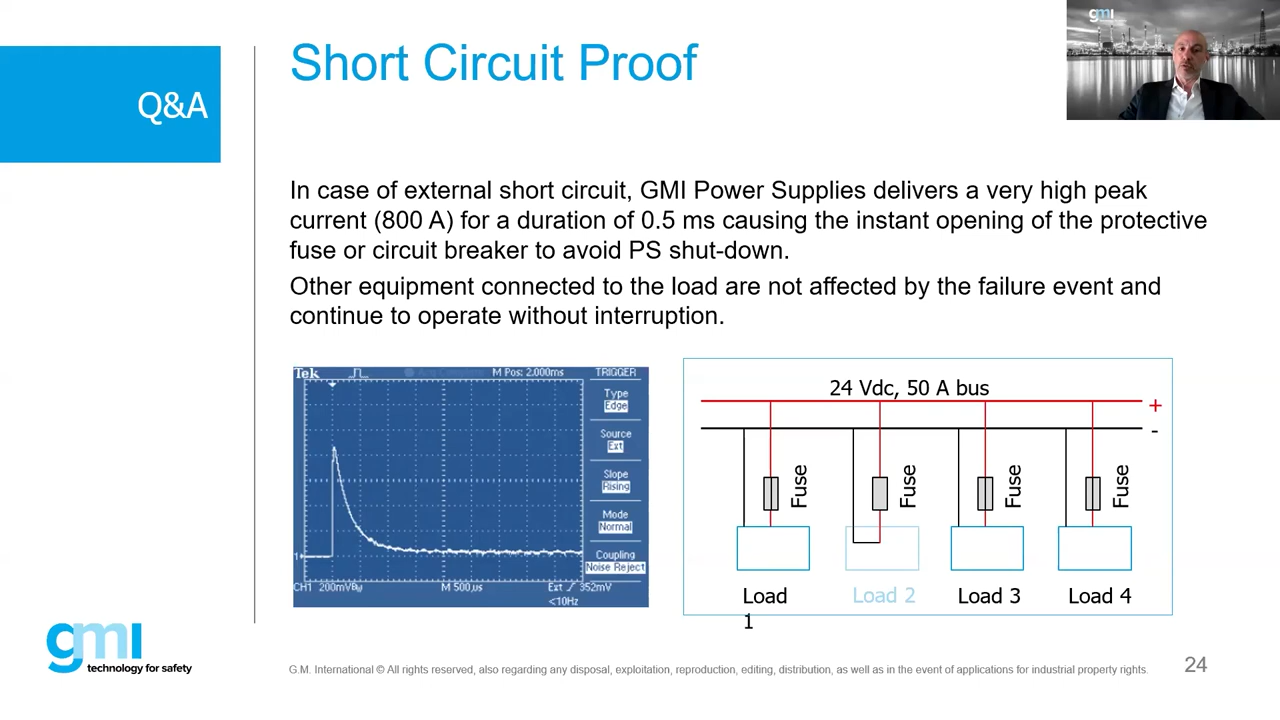 gmi
Short Circuit Proof
Q&A
In case of external short circuit, GMI Power Supplies delivers a very high peak
current (800 A) for a duration of 0.5 ms causing the instant opening of the protective
fuse or circuit breaker to avoid PS shut-down.
Other equipment connected to the load are not affected by the failure event and
continue to operate without interruption.
Tek
M Pos: 2.000ms
TRIGGER
Type
Edge
Source
Ext
Slope
Rising
Mode
Normal
Coupling
Noise Reject
1
CH1 200mVBw
M 500µs
Ext
352mV
<10Hz
24 Vdc, 50 A bus
+
-
Fuse
Fuse
Fuse
Fuse
Load
1
Load 2
Load 3
Load 4
gmi
technology for safety
G.M. International © All rights reserved, also regarding any disposal, exploitation, reproduction, editing, distribution, as well as in the event of applications for industrial property rights.
24